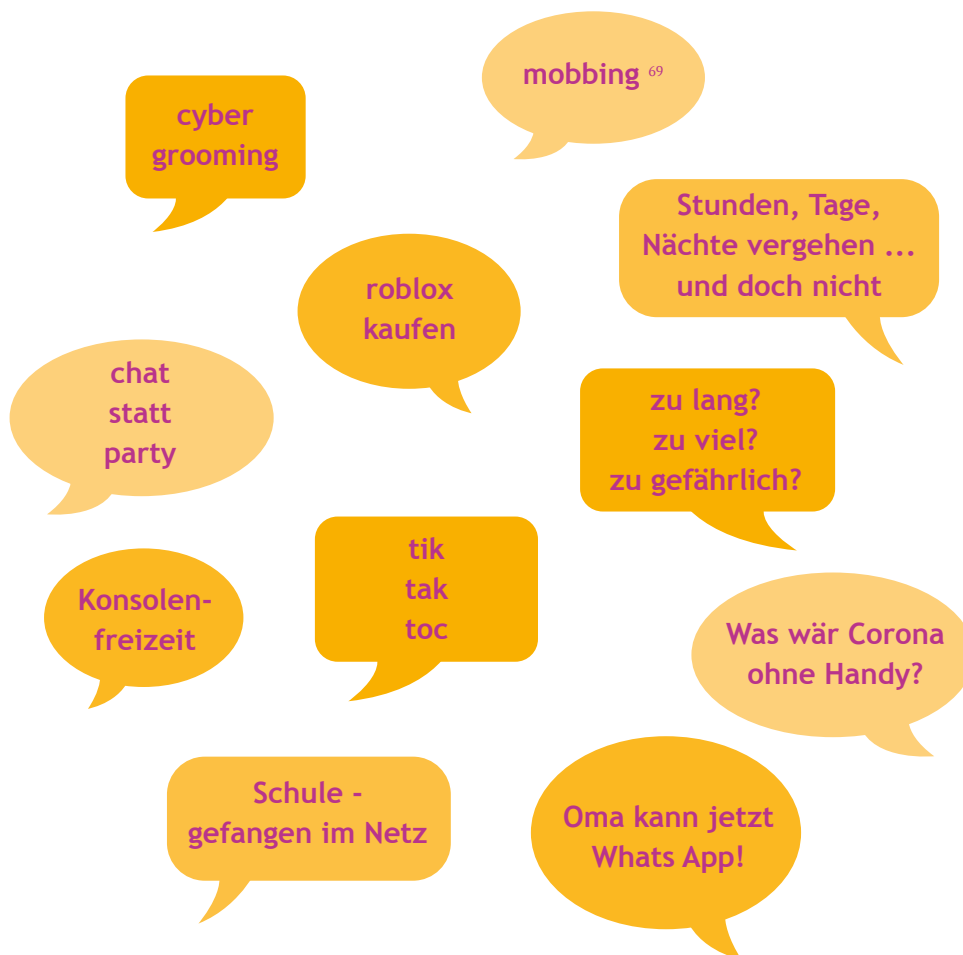 mobbing 69
cyber
grooming
Stunden, Tage,
Nächte vergehen ...
und doch nicht
roblox
kaufen
chat
statt
party
zu lang?
zu viel?
zu gefährlich?
tik
tak
toc
Konsolen-
freizeit
Was wär Corona
ohne Handy?
Schule -
gefangen im Netz
Oma kann jetzt
Whats App!